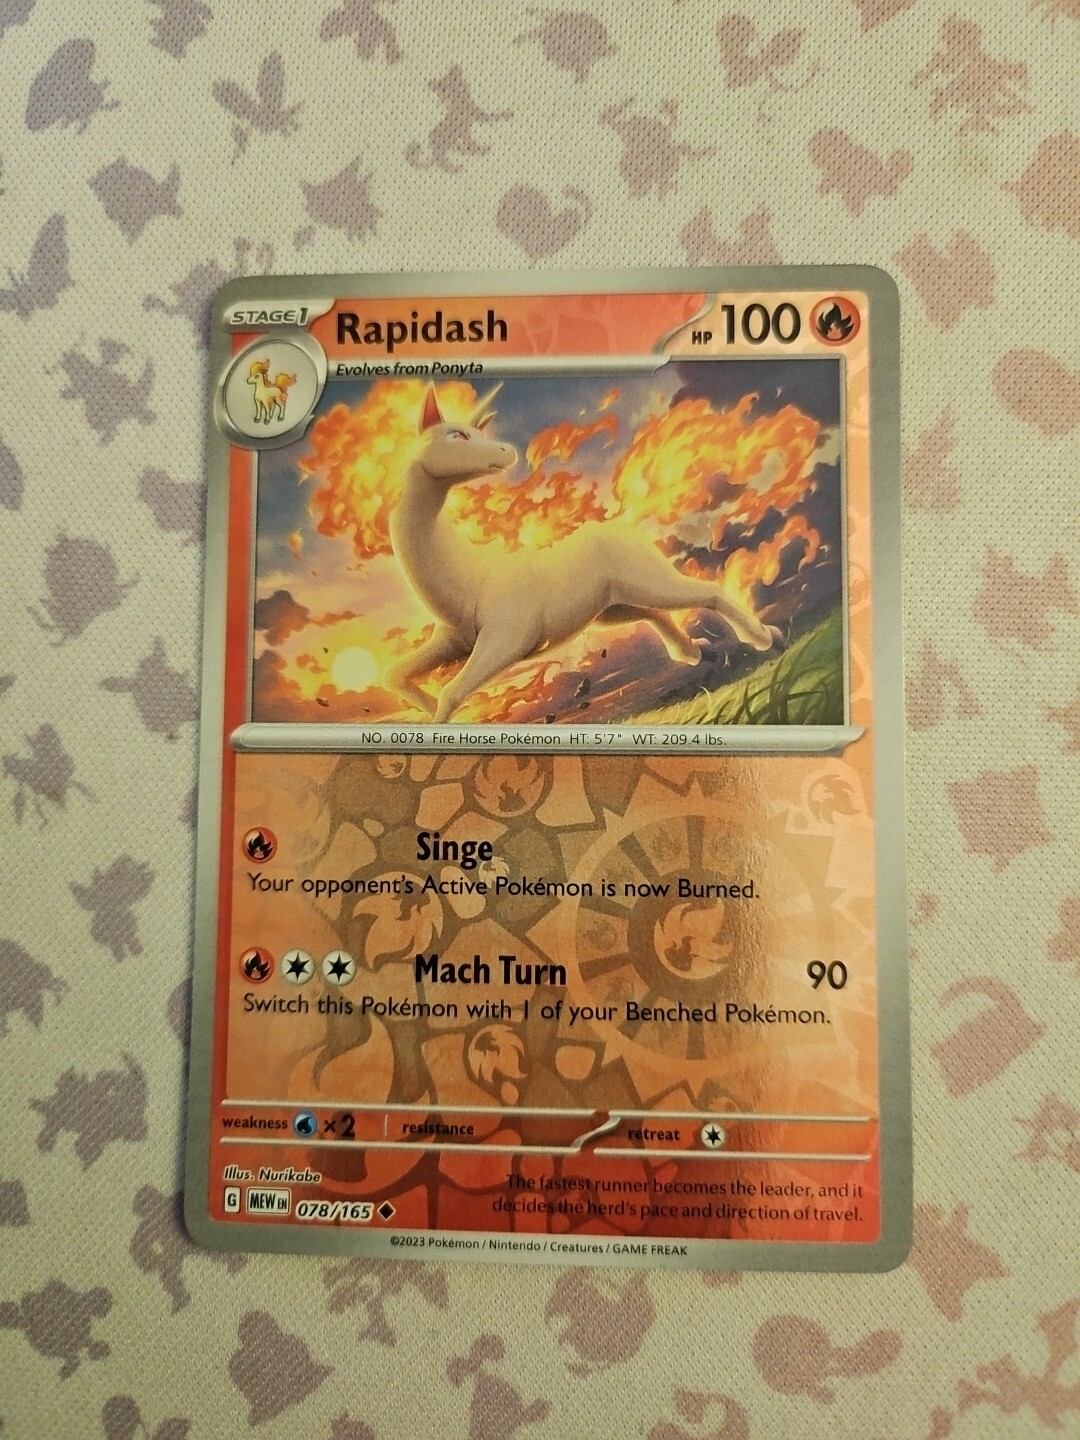 STAGE1 Rapidash HP 100
Evolves from Ponyta
NO. 0078 Fire Horse Pokémon HT: 5'7" WT: 209.4 lbs.
Singe
Your opponent's Active Pokémon is now Burned.
Mach Turn 90
Switch this Pokémon with 1 of your Benched Pokémon.
weakness ×2 resistance retreat
Illus. Nurikabe
G MEW EN 078/165
The fastest runner becomes the leader, and it
decides the herd's pace and direction of travel.
©2023 Pokémon / Nintendo / Creatures / GAME FREAK